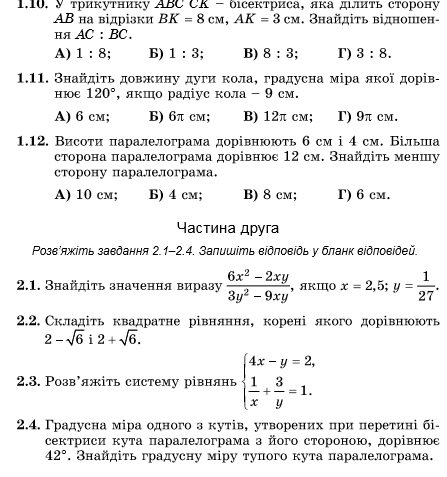 1.10. У трикутнику ABC CK – бісектриса, яка ділить сторону
AB на відрізки BK = 8 см, AK = 3 см. Знайдіть відношен-
ня AC : BC.
А) 1 : 8; Б) 1 : 3; В) 8 : 3; Г) 3 : 8.
1.11. Знайдіть довжину дуги кола, градусна міра якої дорів-
нює 120°, якщо радіус кола – 9 см.
А) 6 см; Б) 6π см; В) 12π см; Г) 9π см.
1.12. Висоти паралелограма дорівнюють 6 см і 4 см. Більша
сторона паралелограма дорівнює 12 см. Знайдіть меншу
сторону паралелограма.
А) 10 см; Б) 4 см; В) 8 см; Г) 6 см.
Частина друга
Розв'яжіть завдання 2.1–2.4. Запишіть відповідь у бланк відповідей.
2.1. Знайдіть значення виразу (6x² − 2xy)/(3y² − 9xy), якщо x = 2,5; y = 1/27.
2.2. Складіть квадратне рівняння, корені якого дорівнюють
2 − √6 і 2 + √6.
2.3. Розв'яжіть систему рівнянь { 4x − y = 2,
1/x + 3/y = 1.
2.4. Градусна міра одного з кутів, утворених при перетині бі-
сектриси кута паралелограма з його стороною, дорівнює
42°. Знайдіть градусну міру тупого кута паралелограма.